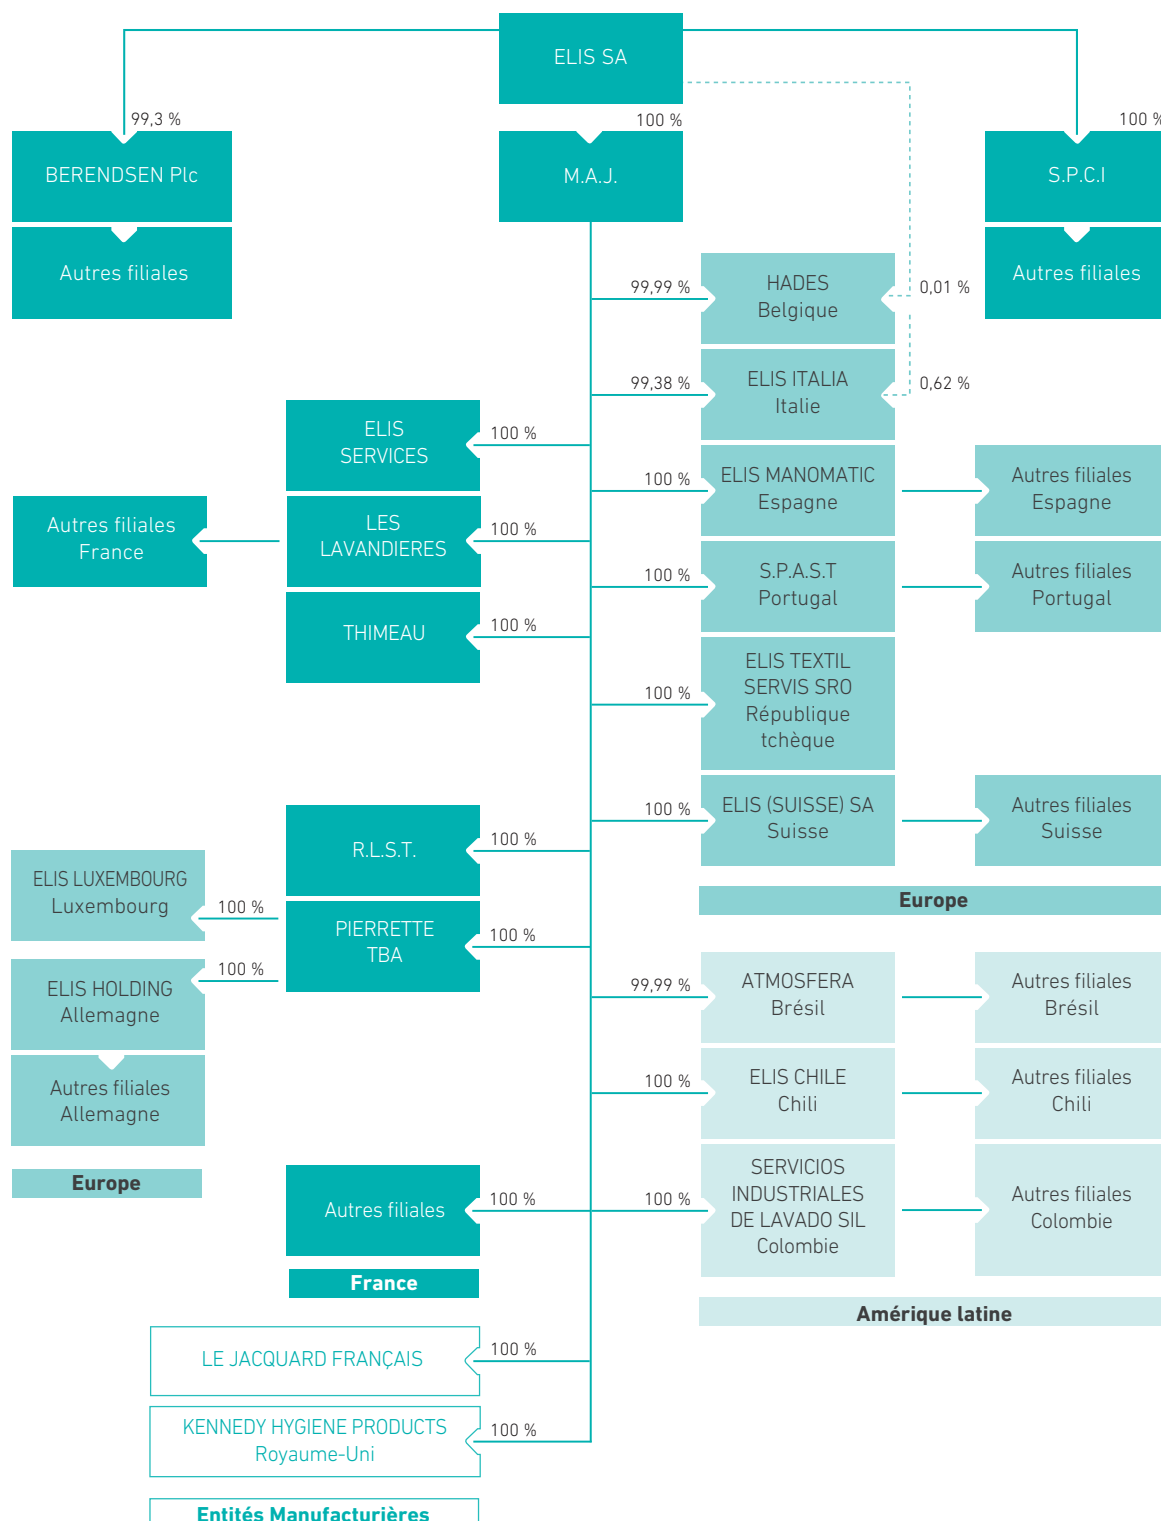 ELIS SA
99,3 %
100 %
100 %
BERENDSEN Plc
M.A.J.
S.P.C.I
Autres filiales
Autres filiales
99,99 %
HADES
Belgique
0,01 %
99,38 %
ELIS ITALIA
Italie
0,62 %
ELIS
SERVICES
100 %
100 %
ELIS MANOMATIC
Espagne
Autres filiales
Espagne
Autres filiales
France
LES
LAVANDIERES
100 %
100 %
S.P.A.S.T
Portugal
Autres filiales
Portugal
THIMEAU
100 %
100 %
ELIS TEXTIL
SERVIS SRO
République
tchèque
100 %
ELIS (SUISSE) SA
Suisse
Autres filiales
Suisse
R.L.S.T.
100 %
Europe
ELIS LUXEMBOURG
Luxembourg
100 %
PIERRETTE
TBA
100 %
ELIS HOLDING
Allemagne
100 %
99,99 %
ATMOSFERA
Brésil
Autres filiales
Brésil
Autres filiales
Allemagne
100 %
ELIS CHILE
Chili
Autres filiales
Chili
Europe
Autres filiales
100 %
100 %
SERVICIOS
INDUSTRIALES
DE LAVADO SIL
Colombie
Autres filiales
Colombie
France
Amérique latine
LE JACQUARD FRANÇAIS
100 %
KENNEDY HYGIENE PRODUCTS
Royaume-Uni
100 %
Entités Manufacturières